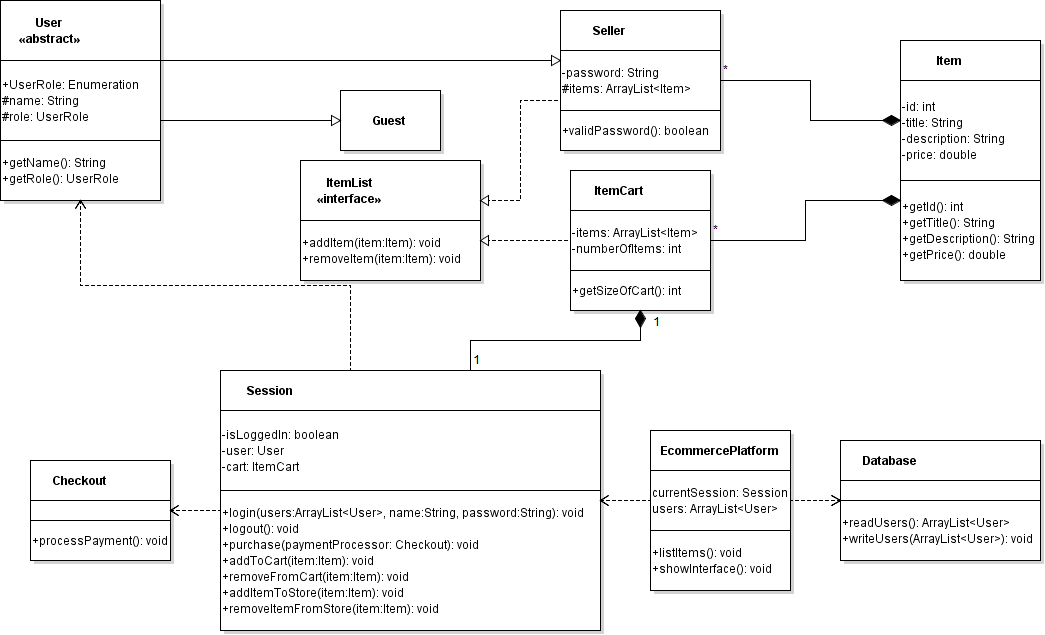 User
«abstract»
+UserRole: Enumeration
#name: String
#role: UserRole
+getName(): String
+getRole(): UserRole
Guest
Seller
-password: String
#items: ArrayList<Item>
+validPassword(): boolean
*
Item
-id: int
-title: String
-description: String
-price: double
+getId(): int
+getTitle(): String
+getDescription(): String
+getPrice(): double
ItemList
«interface»
+addItem(item:Item): void
+removeItem(item:Item): void
ItemCart
-items: ArrayList<Item>
-numberOfItems: int
+getSizeOfCart(): int
*
1
1
Session
-isLoggedIn: boolean
-user: User
-cart: ItemCart
+login(users:ArrayList<User>, name:String, password:String): void
+logout(): void
+purchase(paymentProcessor: Checkout): void
+addToCart(item:Item): void
+removeFromCart(item:Item): void
+addItemToStore(item:Item): void
+removeItemFromStore(item:Item): void
Checkout
+processPayment(): void
EcommercePlatform
currentSession: Session
users: ArrayList<User>
+listItems(): void
+showInterface(): void
Database
+readUsers(): ArrayList<User>
+writeUsers(ArrayList<User>): void